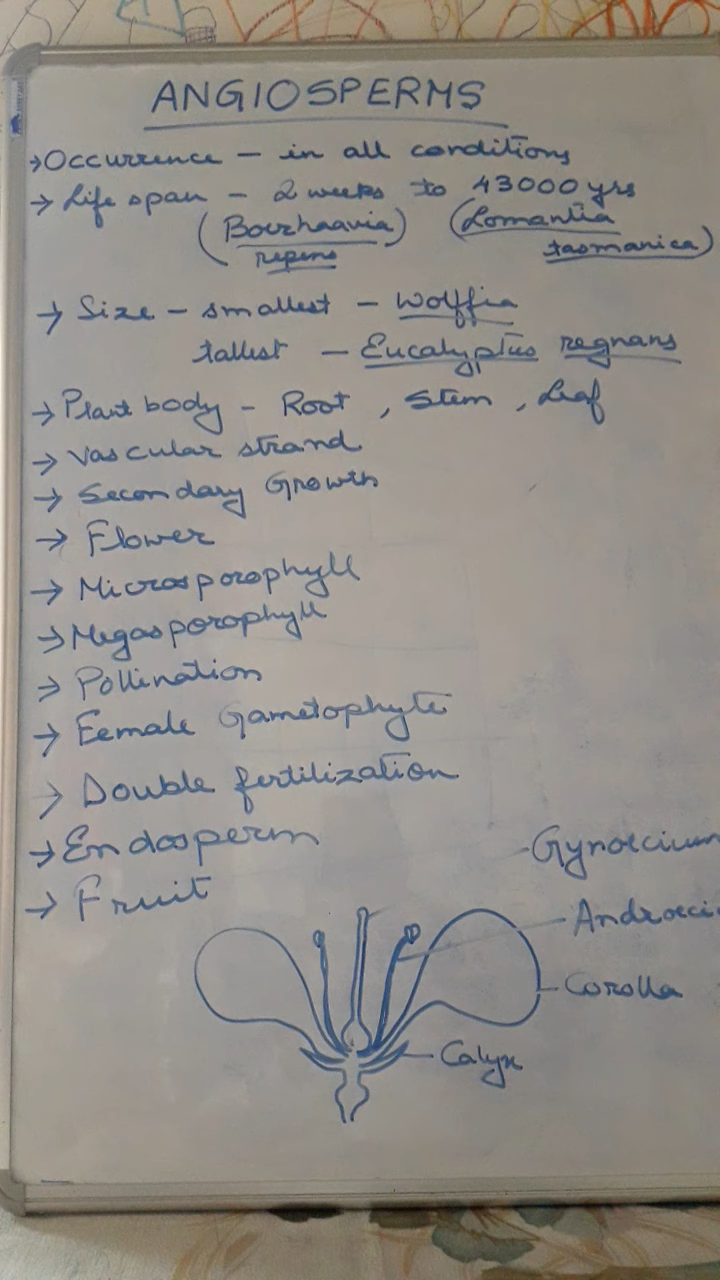 ANGIOSPERMS
→ Occurrence – in all conditions
→ Life span – 2 weeks to 43000 yrs
(Bourhaavia repens) (Lomantia tasmanica)
→ Size – smallest – Wolffia
tallest – Eucalyptus regnans
→ Plant body – Root, Stem, Leaf
→ Vascular strand
→ Secondary Growth
→ Flower
→ Microsporophyll
→ Megasporophyll
→ Pollination
→ Female Gametophyte
→ Double fertilization
→ Endosperm
→ Fruit
Gynoecium
Androeci
Corolla
Calyx